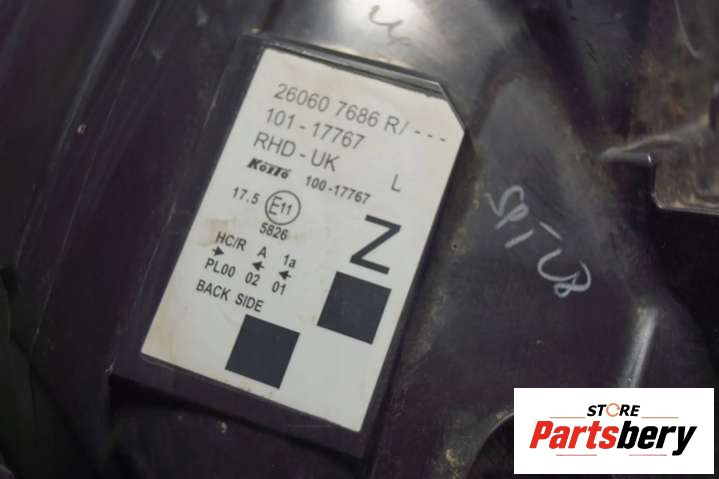 26060 7686 R/ ---
101 - 17767
RHD - UK L
KOITO 100-17767
17.5 E11
5826
HC/R A 1a
PL00 02 01
BACK SIDE
Z
STORE
Partsbery